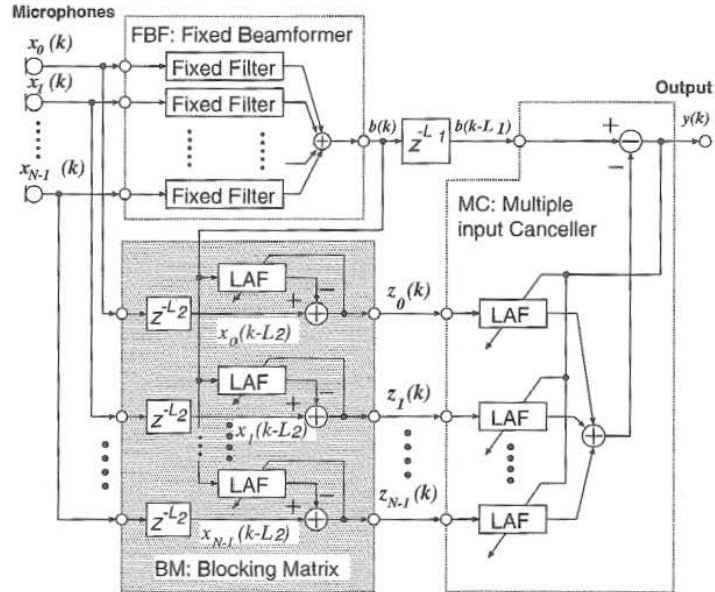 Microphones
FBF: Fixed Beamformer
x0(k)
Fixed Filter
x1(k)
Fixed Filter
Output
xN-1 (k)
Fixed Filter
b(k)
z-L1
b(k-L1)
+
−
−
y(k)
MC: Multiple
input Canceller
LAF
−
+
z-L2
x0(k-L2)
z0(k)
LAF
LAF
−
+
z-L2
x1(k-L2)
z1(k)
LAF
LAF
−
+
z-L2
xN-1(k-L2)
zN-1(k)
LAF
BM: Blocking Matrix